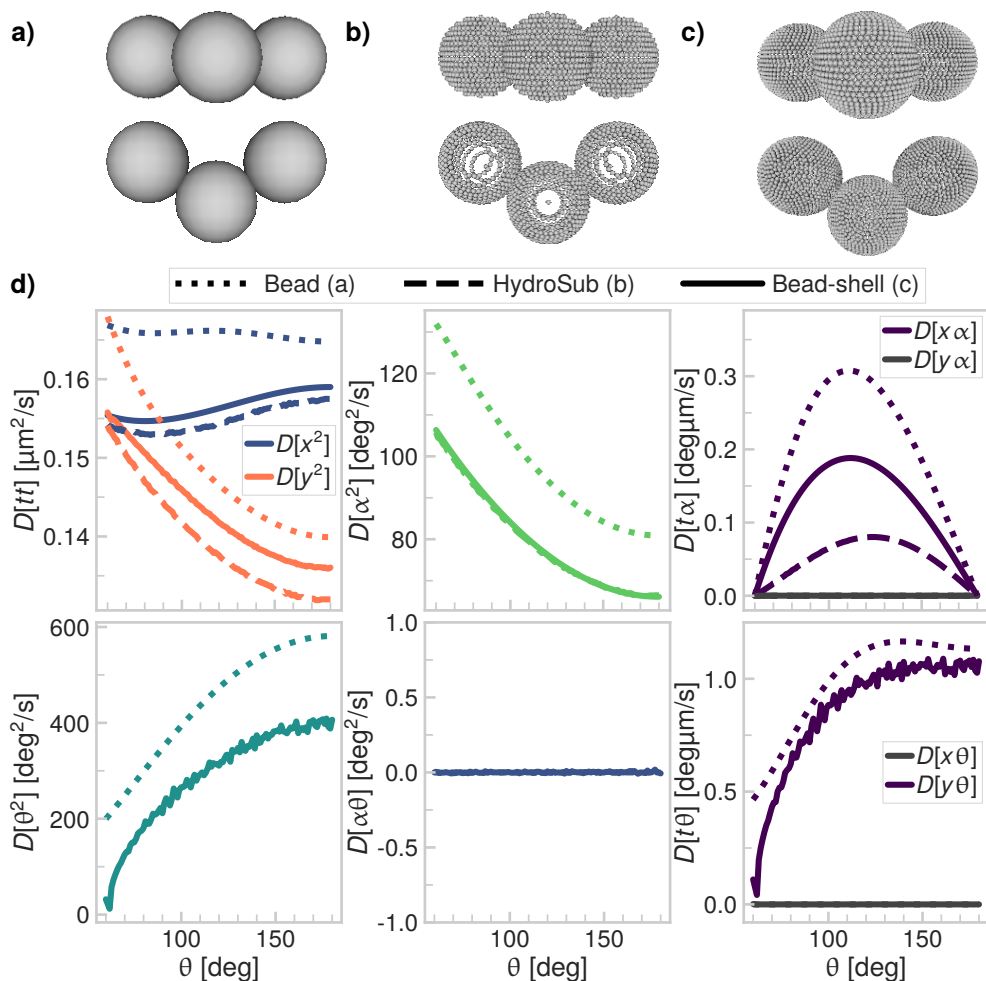 a) b) c)
d) Bead (a) HydroSub (b) Bead-shell (c)
D[tt] [μm²/s]
0.16
0.15
0.14
D[x²]
D[y²]
D[α²] [deg²/s]
120
100
80
D[tα] [degμm/s]
0.3
0.2
0.1
0.0
D[xα]
D[yα]
D[θ²] [deg²/s]
600
400
200
0
100 150
θ [deg]
D[αθ] [deg²/s]
1.0
0.5
0.0
-0.5
-1.0
100 150
θ [deg]
D[tθ] [degμm/s]
1.0
0.5
0.0
D[xθ]
D[yθ]
100 150
θ [deg]